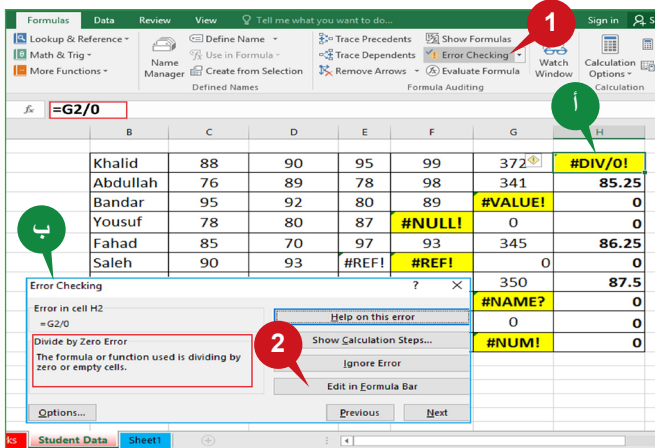 Formulas Data Review View Tell me what you want to do... Sign in
1
Lookup & Reference
Math & Trig
More Functions
Name Manager
Define Name
Use in Formula
Create from Selection
Defined Names
Trace Precedents
Trace Dependents
Remove Arrows
Show Formulas
Error Checking
Evaluate Formula
Formula Auditing
Watch Window
Calculation Options
Calculation
fx =G2/0
أ
B C D E F G H
Khalid 88 90 95 99 372 #DIV/0!
Abdullah 76 89 78 98 341 85.25
Bandar 95 92 80 89 #VALUE! 0
Yousuf 78 80 87 #NULL! 0 0
Fahad 85 70 97 93 345 86.25
Saleh 90 93 #REF! #REF! 0 0
350 87.5
#NAME? 0
0 0
#NUM! 0
ب
Error Checking ?
Error in cell H2
=G2/0
Divide by Zero Error
The formula or function used is dividing by
zero or empty cells.
Help on this error
2
Show Calculation Steps...
Ignore Error
Edit in Formula Bar
Options... Previous Next
ks Student Data Sheet1